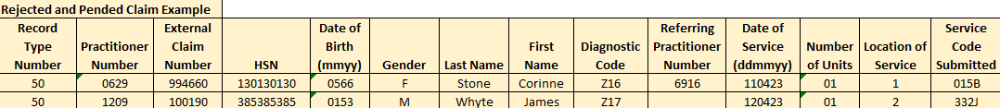 Rejected and Pended Claim Example
Record External Date of Referring Date of Service
Type Practitioner Claim Birth First Diagnostic Practitioner Service Number Location of Code
Number Number Number HSN (mmyy) Gender Last Name Name Code Number (ddmmyy) of Units Service Submitted
50 0629 994660 130130130 0566 F Stone Corinne Z16 6916 110423 01 1 015B
50 1209 100190 385385385 0153 M Whyte James Z17 120423 01 2 332J